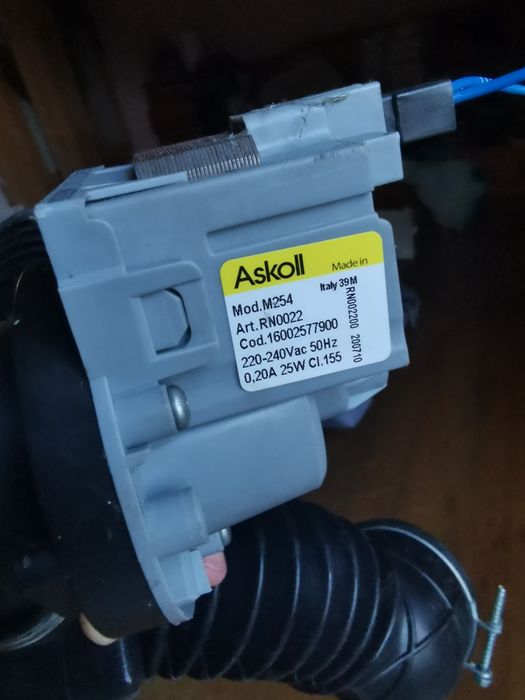 Askoll
Made in
Italy 39M
Mod.M254
Art.RN0022
Cod.16002577900
220-240Vac 50Hz
0,20A 25W Cl.155
RN002200 200710